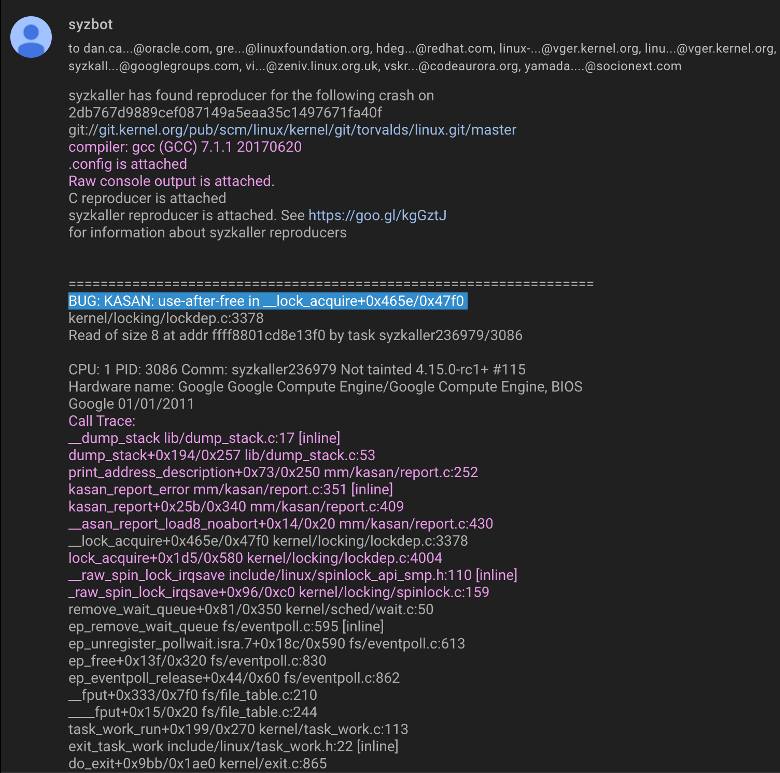 syzbot
to dan.ca...@oracle.com, gre...@linuxfoundation.org, hdeg...@redhat.com, linux-...@vger.kernel.org, linu...@vger.kernel.org,
syzkall...@googlegroups.com, vi...@zeniv.linux.org.uk, vskr...@codeaurora.org, yamada....@socionext.com
syzkaller has found reproducer for the following crash on
2db767d9889cef087149a5eaa35c1497671fa40f
git://git.kernel.org/pub/scm/linux/kernel/git/torvalds/linux.git/master
compiler: gcc (GCC) 7.1.1 20170620
.config is attached
Raw console output is attached.
C reproducer is attached
syzkaller reproducer is attached. See https://goo.gl/kgGztJ
for information about syzkaller reproducers
==================================================================
BUG: KASAN: use-after-free in __lock_acquire+0x465e/0x47f0
kernel/locking/lockdep.c:3378
Read of size 8 at addr ffff8801cd8e13f0 by task syzkaller236979/3086
CPU: 1 PID: 3086 Comm: syzkaller236979 Not tainted 4.15.0-rc1+ #115
Hardware name: Google Google Compute Engine/Google Compute Engine, BIOS
Google 01/01/2011
Call Trace:
__dump_stack lib/dump_stack.c:17 [inline]
dump_stack+0x194/0x257 lib/dump_stack.c:53
print_address_description+0x73/0x250 mm/kasan/report.c:252
kasan_report_error mm/kasan/report.c:351 [inline]
kasan_report+0x25b/0x340 mm/kasan/report.c:409
__asan_report_load8_noabort+0x14/0x20 mm/kasan/report.c:430
__lock_acquire+0x465e/0x47f0 kernel/locking/lockdep.c:3378
lock_acquire+0x1d5/0x580 kernel/locking/lockdep.c:4004
__raw_spin_lock_irqsave include/linux/spinlock_api_smp.h:110 [inline]
_raw_spin_lock_irqsave+0x96/0xc0 kernel/locking/spinlock.c:159
remove_wait_queue+0x81/0x350 kernel/sched/wait.c:50
ep_remove_wait_queue fs/eventpoll.c:595 [inline]
ep_unregister_pollwait.isra.7+0x18c/0x590 fs/eventpoll.c:613
ep_free+0x13f/0x320 fs/eventpoll.c:830
ep_eventpoll_release+0x44/0x60 fs/eventpoll.c:862
__fput+0x333/0x7f0 fs/file_table.c:210
____fput+0x15/0x20 fs/file_table.c:244
task_work_run+0x199/0x270 kernel/task_work.c:113
exit_task_work include/linux/task_work.h:22 [inline]
do_exit+0x9bb/0x1ae0 kernel/exit.c:865